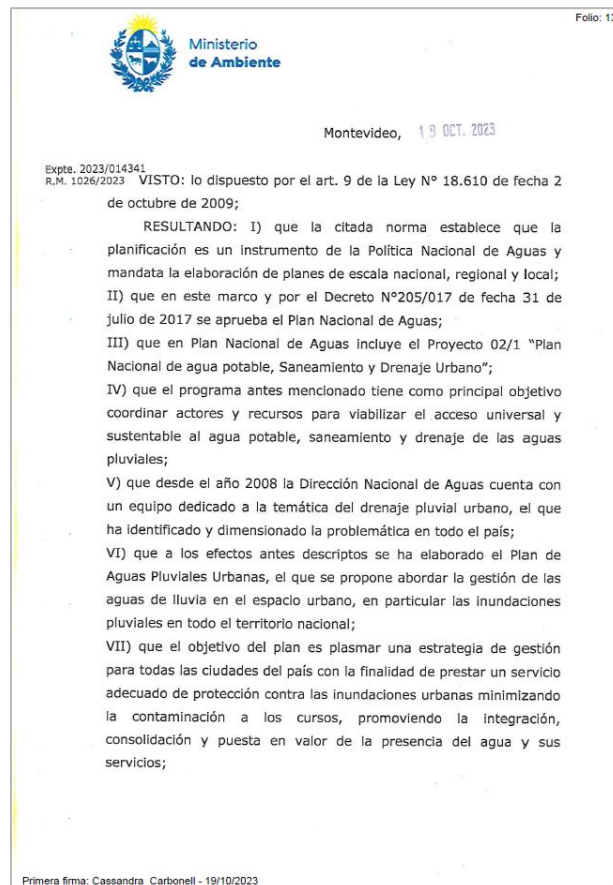 Folio: 13
Ministerio
de Ambiente
Montevideo, 19 OCT. 2023
Expte. 2023/014341
R.M. 1026/2023 VISTO: lo dispuesto por el art. 9 de la Ley N° 18.610 de fecha 2
de octubre de 2009;
RESULTANDO: I) que la citada norma establece que la
planificación es un instrumento de la Política Nacional de Aguas y
mandata la elaboración de planes de escala nacional, regional y local;
II) que en este marco y por el Decreto N°205/017 de fecha 31 de
julio de 2017 se aprueba el Plan Nacional de Aguas;
III) que en Plan Nacional de Aguas incluye el Proyecto 02/1 “Plan
Nacional de agua potable, Saneamiento y Drenaje Urbano”;
IV) que el programa antes mencionado tiene como principal objetivo
coordinar actores y recursos para viabilizar el acceso universal y
sustentable al agua potable, saneamiento y drenaje de las aguas
pluviales;
V) que desde el año 2008 la Dirección Nacional de Aguas cuenta con
un equipo dedicado a la temática del drenaje pluvial urbano, el que
ha identificado y dimensionado la problemática en todo el país;
VI) que a los efectos antes descriptos se ha elaborado el Plan de
Aguas Pluviales Urbanas, el que se propone abordar la gestión de las
aguas de lluvia en el espacio urbano, en particular las inundaciones
pluviales en todo el territorio nacional;
VII) que el objetivo del plan es plasmar una estrategia de gestión
para todas las ciudades del país con la finalidad de prestar un servicio
adecuado de protección contra las inundaciones urbanas minimizando
la contaminación a los cursos, promoviendo la integración,
consolidación y puesta en valor de la presencia del agua y sus
servicios;
Primera firma: Cassandra Carbonell - 19/10/2023